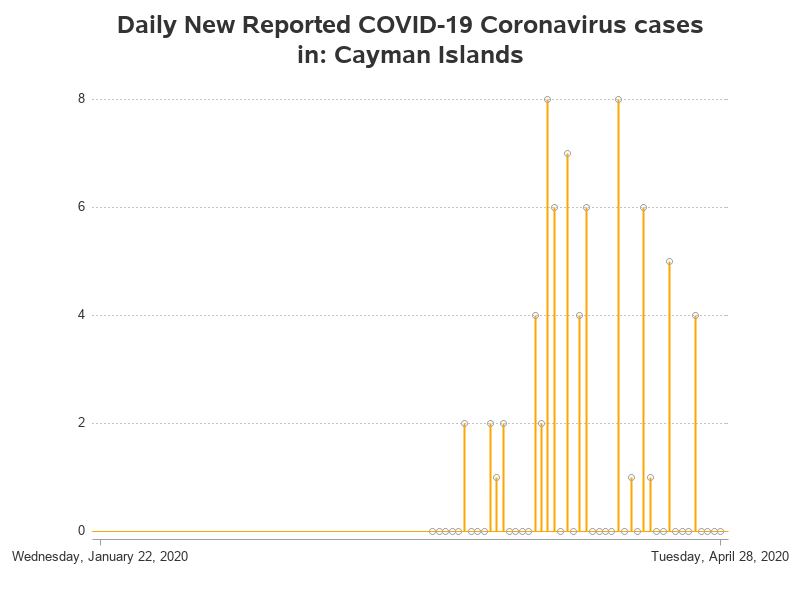 Daily New Reported COVID-19 Coronavirus cases
in: Cayman Islands
8
6
4
2
0
Wednesday, January 22, 2020
Tuesday, April 28, 2020